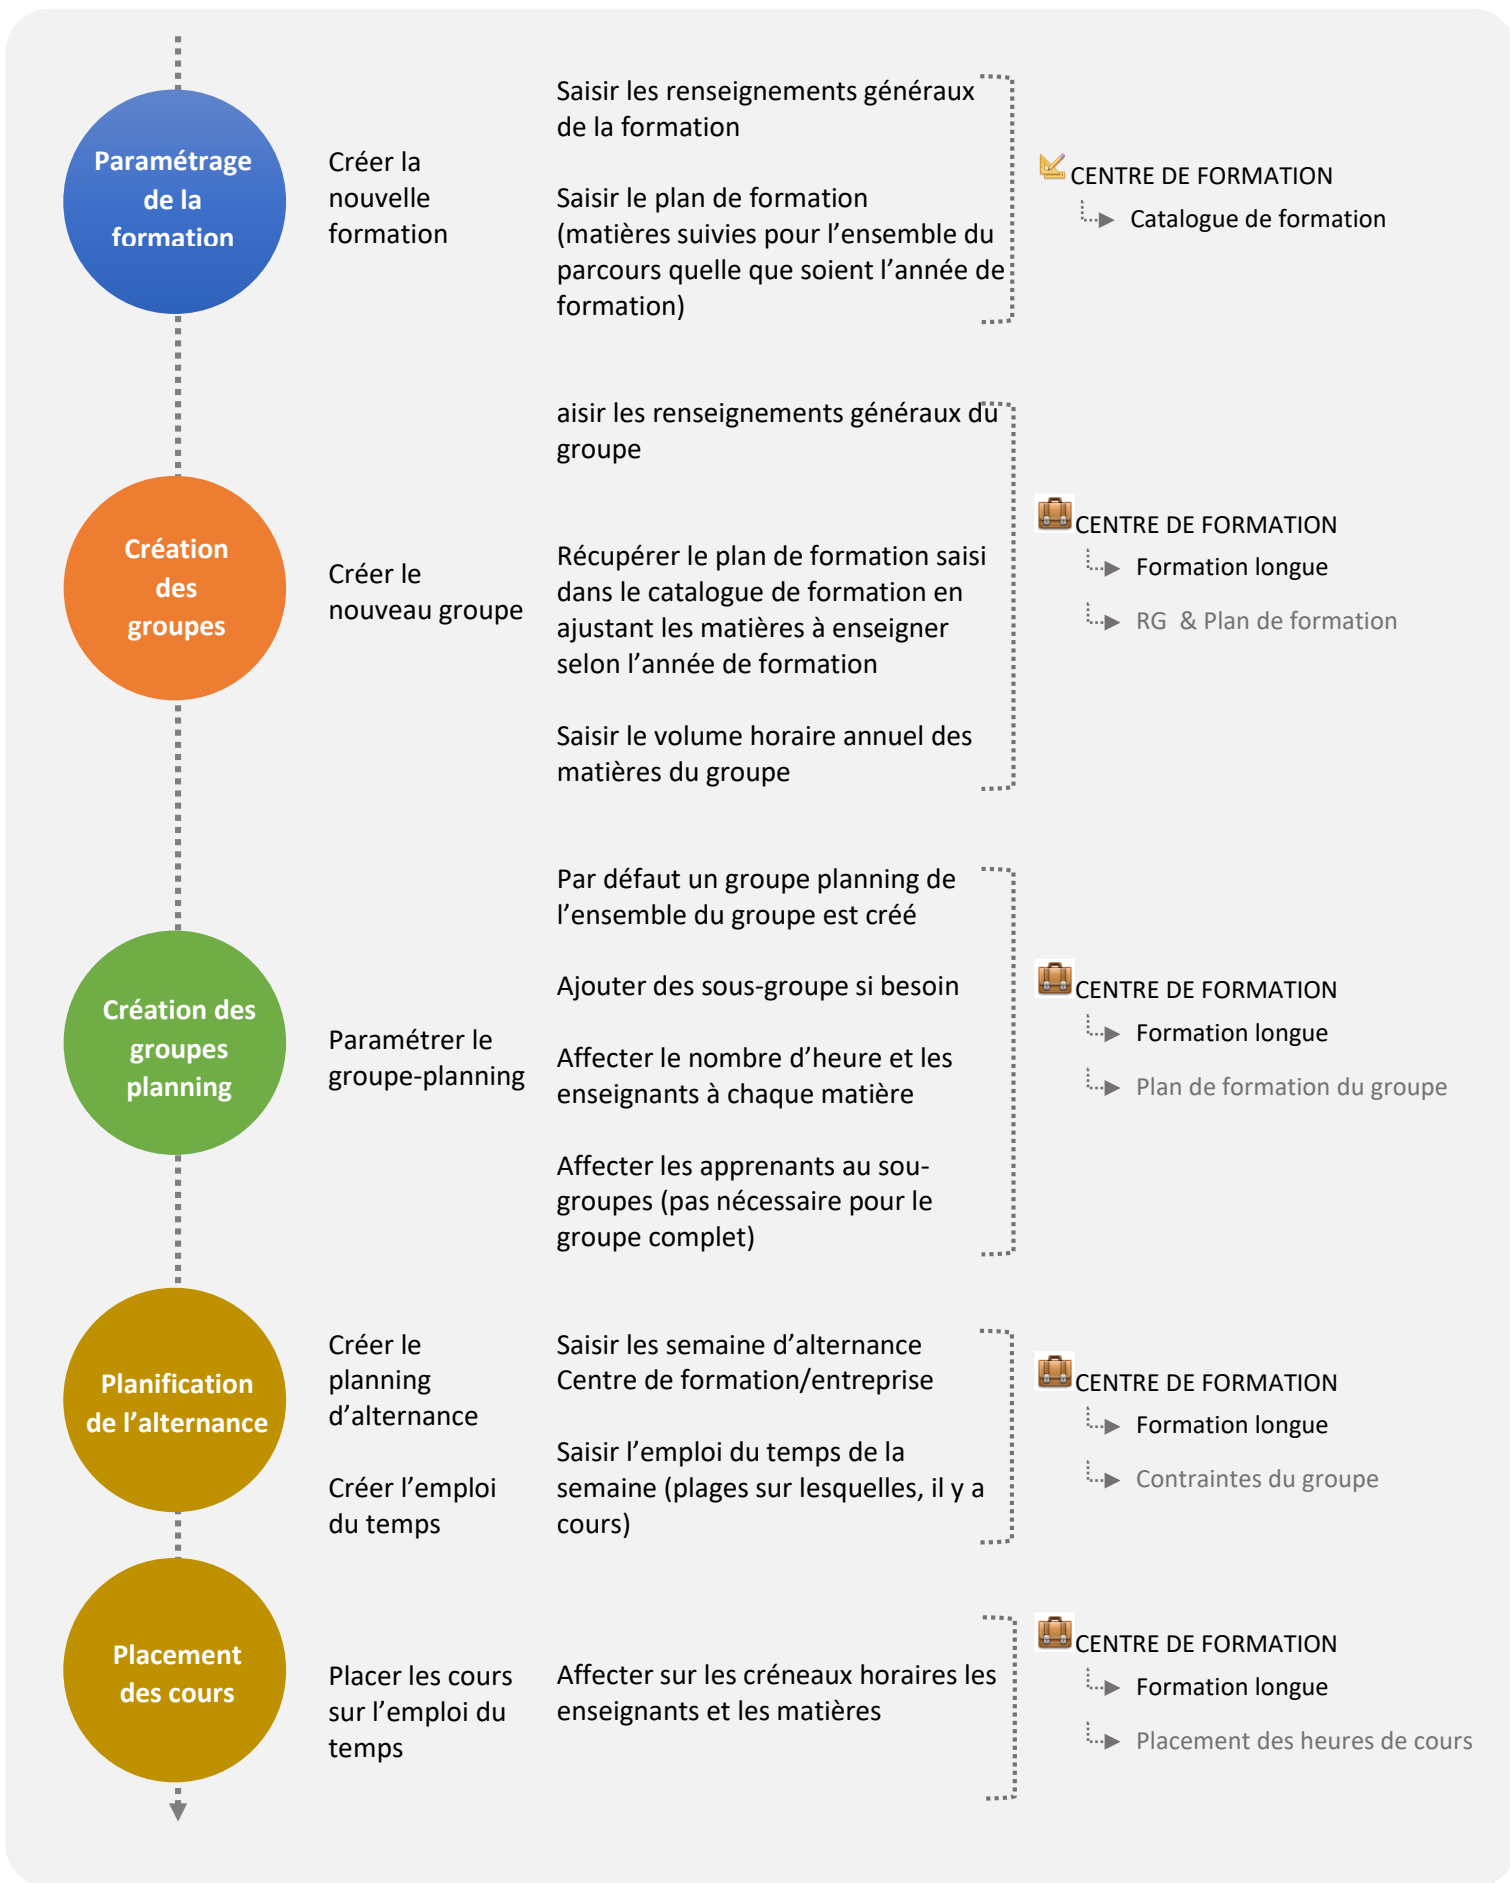 Paramétrage
de la
formation
Créer la
nouvelle
formation
Saisir les renseignements généraux
de la formation
Saisir le plan de formation
(matières suivies pour l’ensemble du
parcours quelle que soient l’année de
formation)
CENTRE DE FORMATION
Catalogue de formation
Création
des
groupes
Créer le
nouveau groupe
aisir les renseignements généraux du
groupe
Récupérer le plan de formation saisi
dans le catalogue de formation en
ajustant les matières à enseigner
selon l’année de formation
Saisir le volume horaire annuel des
matières du groupe
CENTRE DE FORMATION
Formation longue
RG & Plan de formation
Création des
groupes
planning
Paramétrer le
groupe-planning
Par défaut un groupe planning de
l’ensemble du groupe est créé
Ajouter des sous-groupe si besoin
Affecter le nombre d’heure et les
enseignants à chaque matière
Affecter les apprenants au sou-
groupes (pas nécessaire pour le
groupe complet)
CENTRE DE FORMATION
Formation longue
Plan de formation du groupe
Planification
de l’alternance
Créer le
planning
d’alternance
Créer l’emploi
du temps
Saisir les semaine d’alternance
Centre de formation/entreprise
Saisir l’emploi du temps de la
semaine (plages sur lesquelles, il y a
cours)
CENTRE DE FORMATION
Formation longue
Contraintes du groupe
Placement
des cours
Placer les cours
sur l’emploi du
temps
Affecter sur les créneaux horaires les
enseignants et les matières
CENTRE DE FORMATION
Formation longue
Placement des heures de cours